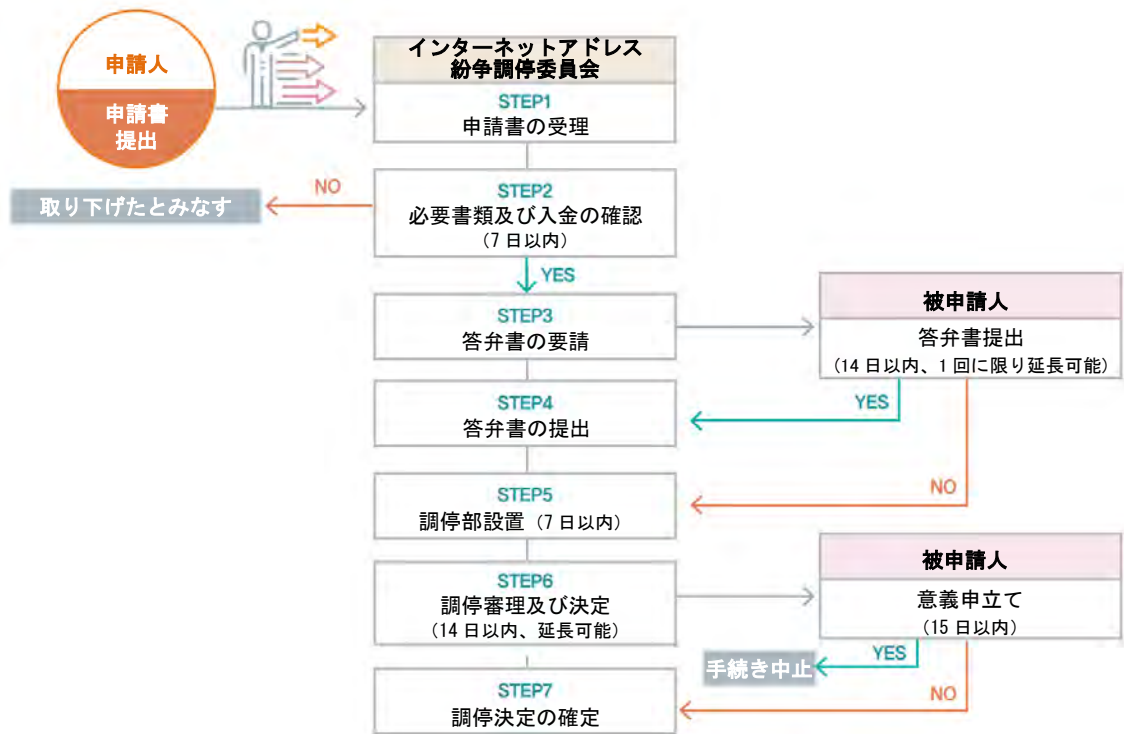 申請人
申請書
提出
インターネットアドレス
紛争調停委員会
STEP1
申請書の受理
STEP2
必要書類及び入金の確認
(7 日以内)
NO
取り下げたとみなす
YES
STEP3
答弁書の要請
被申請人
答弁書提出
(14 日以内、1 回に限り延長可能)
YES
STEP4
答弁書の提出
NO
STEP5
調停部設置 (7 日以内)
STEP6
調停審理及び決定
(14 日以内、延長可能)
被申請人
意義申立て
(15 日以内)
YES
手続き中止
NO
STEP7
調停決定の確定